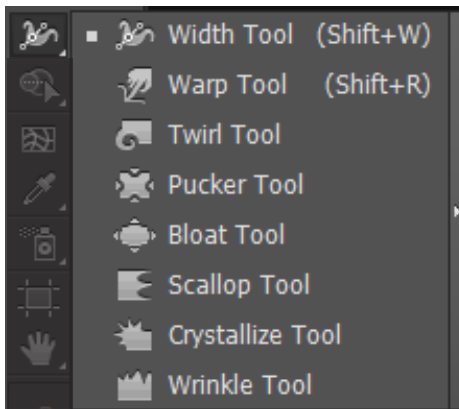 Width Tool (Shift+W)
Warp Tool (Shift+R)
Twirl Tool
Pucker Tool
Bloat Tool
Scallop Tool
Crystallize Tool
Wrinkle Tool